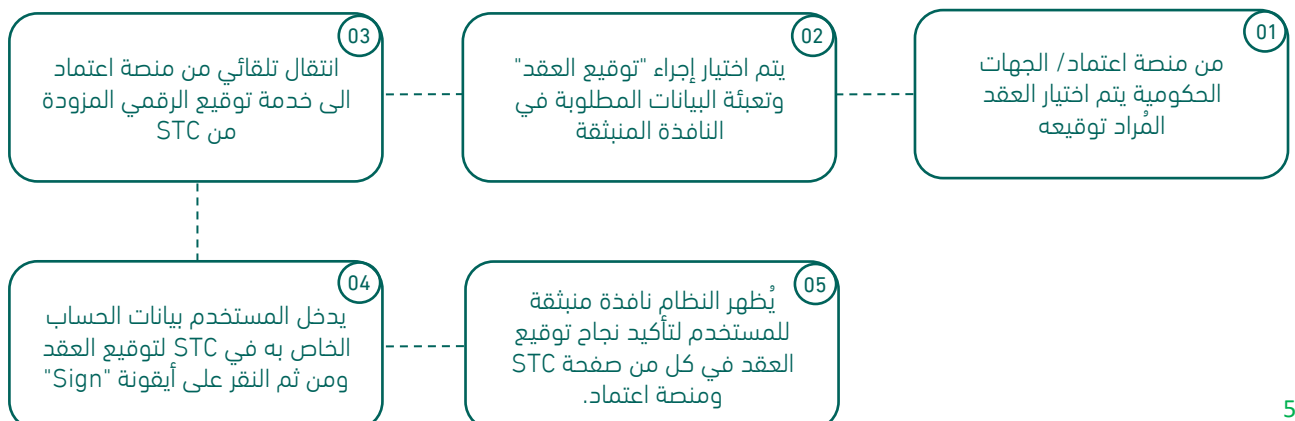 01
من منصة اعتماد/ الجهات
الحكومية يتم اختيار العقد
المُراد توقيعه
02
يتم اختيار إجراء "توقيع العقد"
وتعبئة البيانات المطلوبة في
النافذة المنبثقة
03
انتقال تلقائي من منصة اعتماد
الى خدمة توقيع الرقمي المزودة
من STC
04
يدخل المستخدم بيانات الحساب
الخاص به في STC لتوقيع العقد
ومن ثم النقر على أيقونة "Sign"
05
يُظهر النظام نافذة منبثقة
للمستخدم لتأكيد نجاح توقيع
العقد في كل من صفحة STC
ومنصة اعتماد.
5